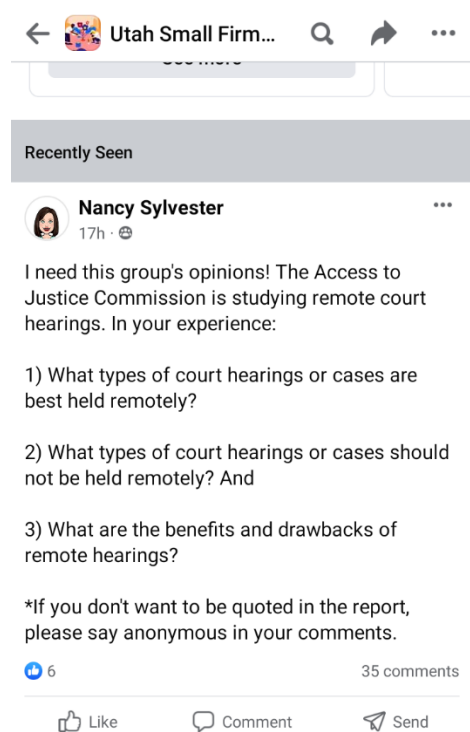 Utah Small Firm...
See more
Recently Seen
Nancy Sylvester
17h ·
I need this group's opinions! The Access to
Justice Commission is studying remote court
hearings. In your experience:
1) What types of court hearings or cases are
best held remotely?
2) What types of court hearings or cases should
not be held remotely? And
3) What are the benefits and drawbacks of
remote hearings?
*If you don't want to be quoted in the report,
please say anonymous in your comments.
6 35 comments
Like Comment Send